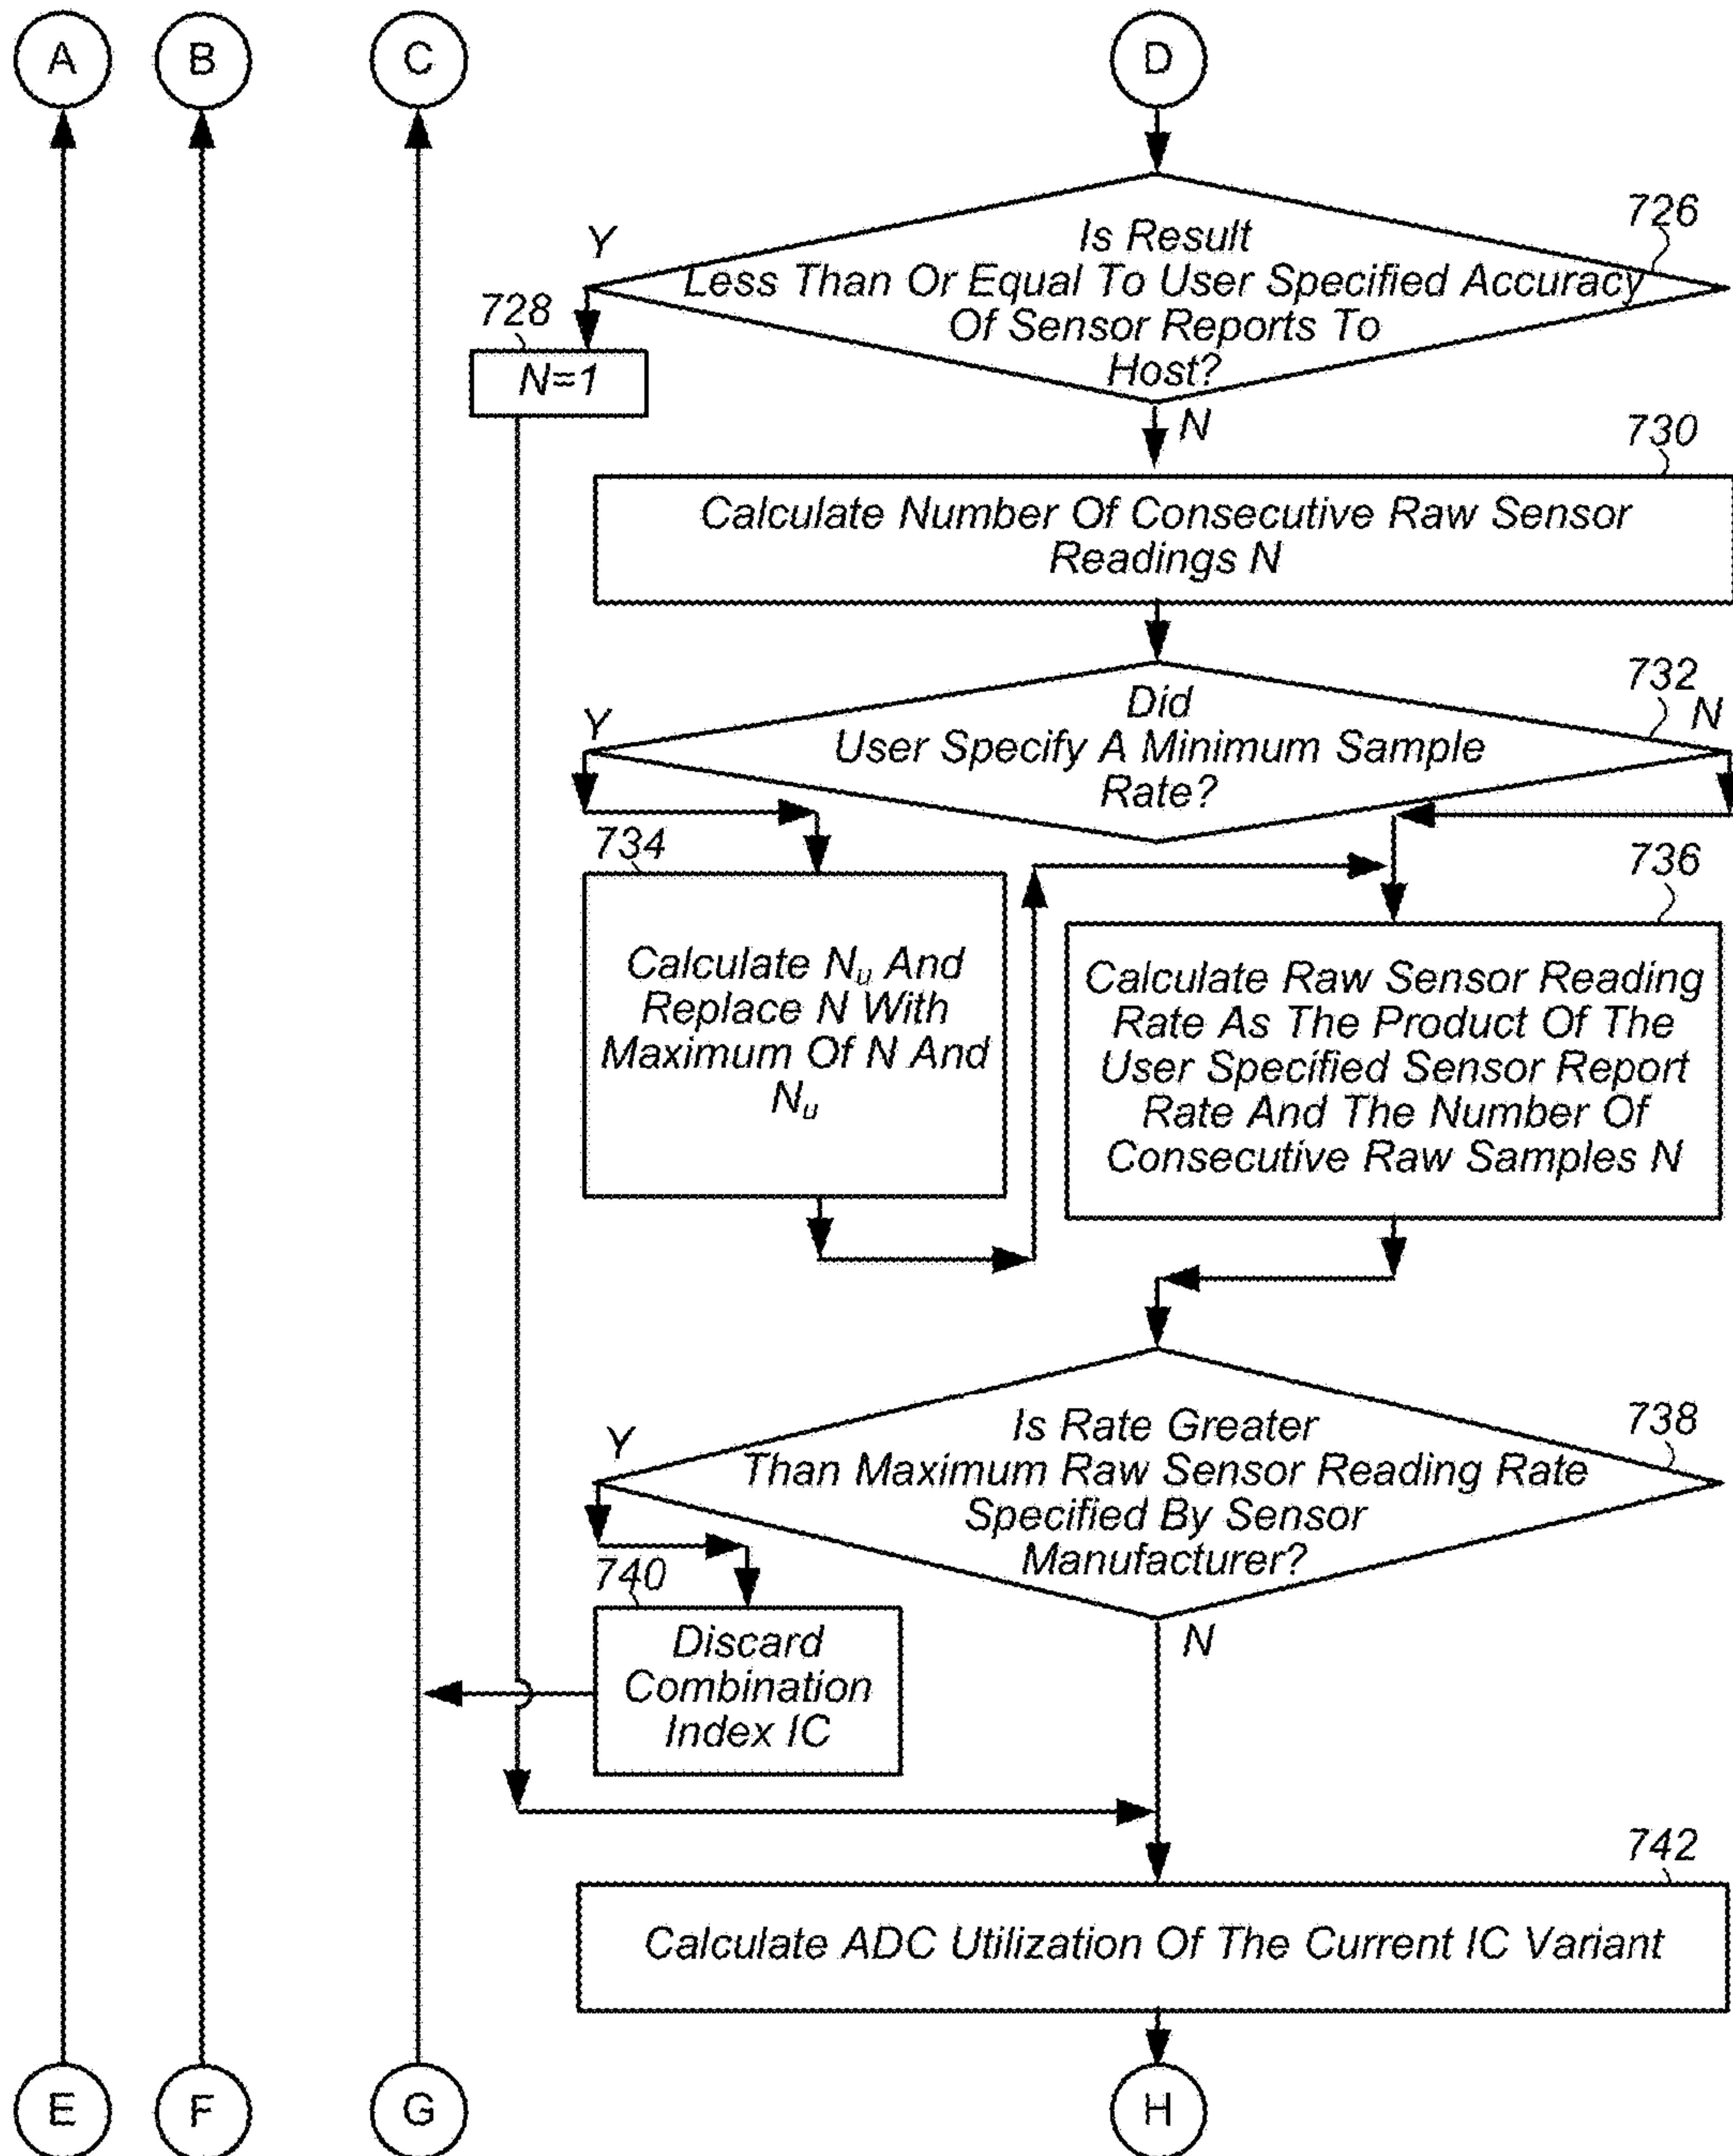 A B C D
726
Y
Is Result
Less Than Or Equal To User Specified Accuracy
Of Sensor Reports To
Host?
728
N=1
N
730
Calculate Number Of Consecutive Raw Sensor
Readings N
732
Y
N
Did
User Specify A Minimum Sample
Rate?
734
Calculate Nu And
Replace N With
Maximum Of N And
Nu
736
Calculate Raw Sensor Reading
Rate As The Product Of The
User Specified Sensor Report
Rate And The Number Of
Consecutive Raw Samples N
738
Y
Is Rate Greater
Than Maximum Raw Sensor Reading Rate
Specified By Sensor
Manufacturer?
740
N
Discard
Combination
Index IC
742
Calculate ADC Utilization Of The Current IC Variant
E F G H